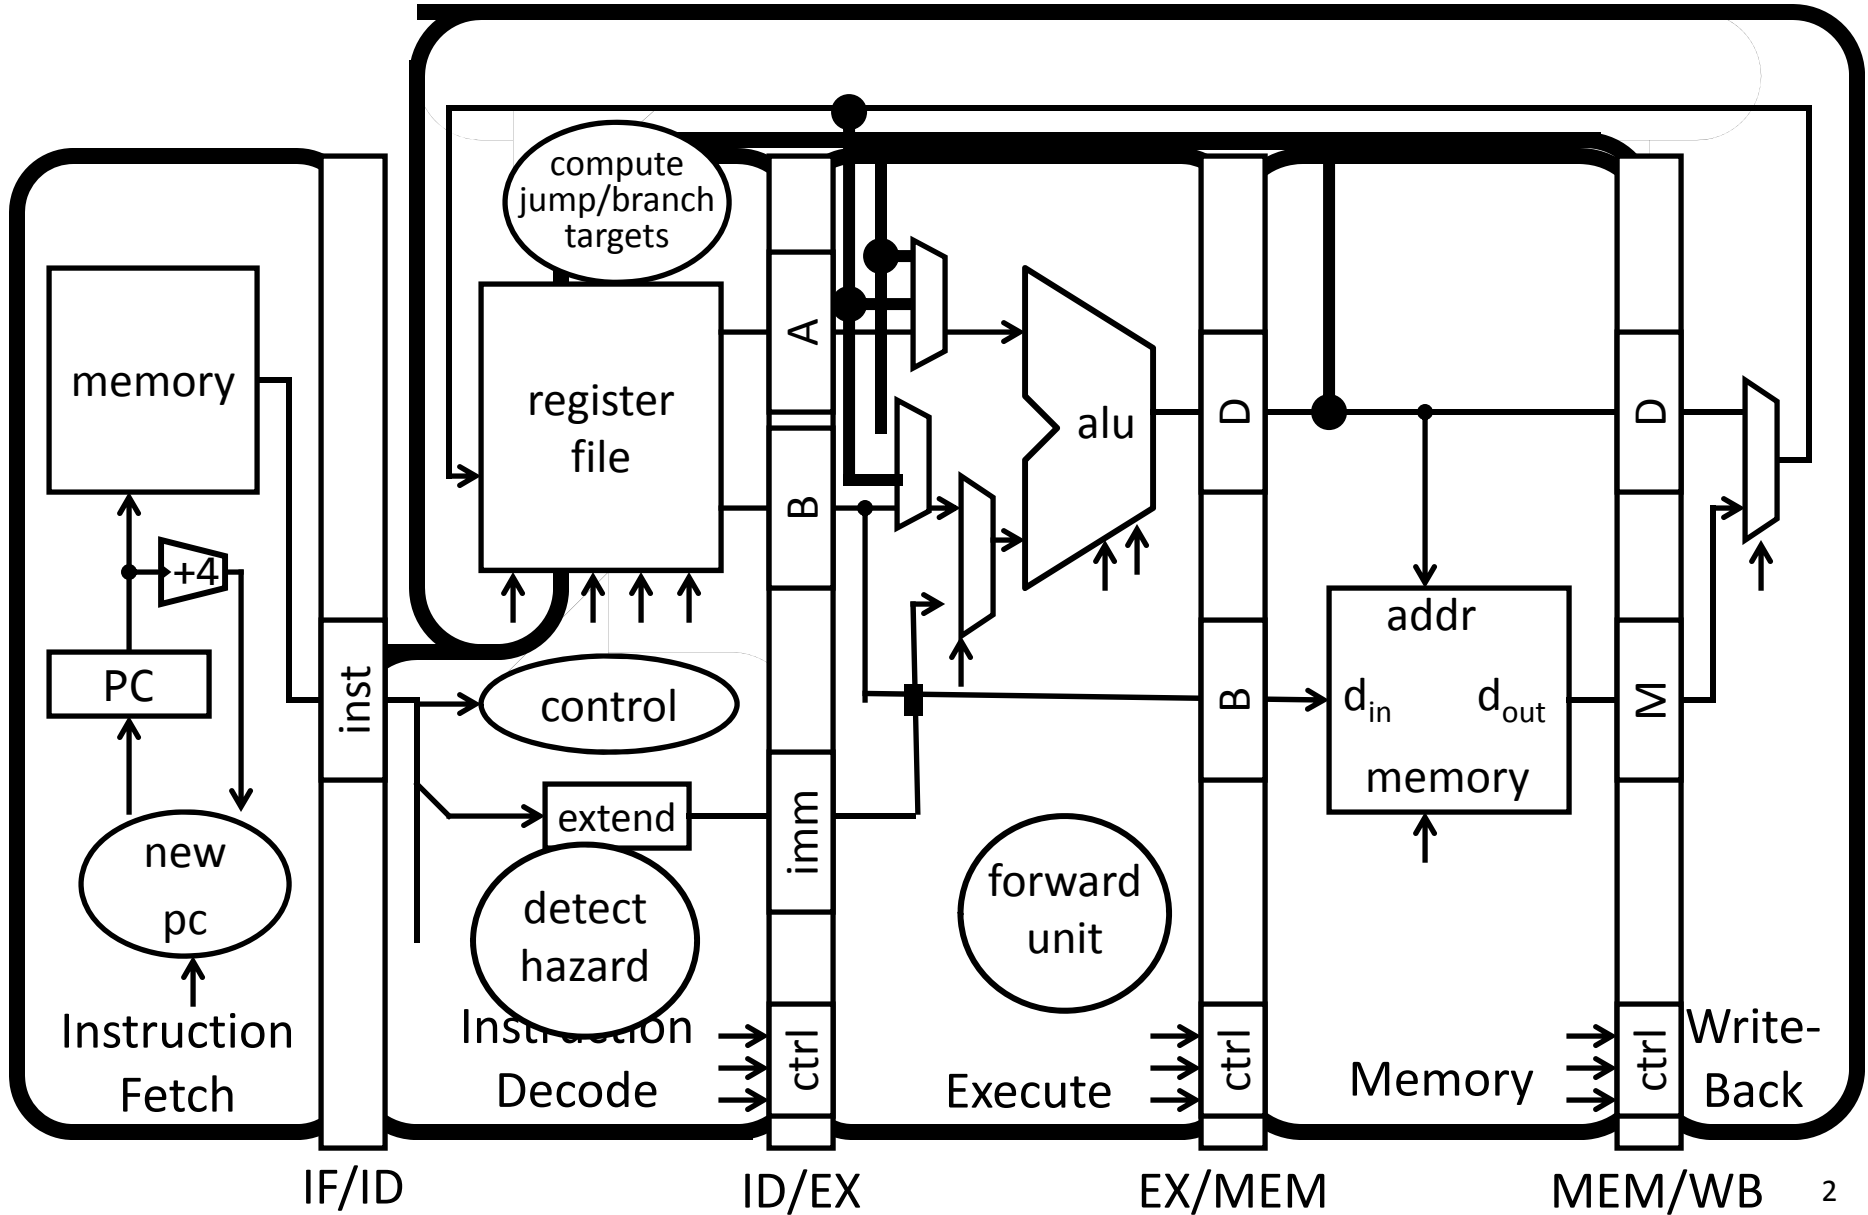 compute
jump/branch
targets
memory
register
file
A
alu
D
D
B
+4
PC
inst
control
addr
B
d_in
d_out
M
memory
extend
imm
new
pc
detect
hazard
forward
unit
Instruction
Fetch
Instruction
Decode
ctrl
Execute
ctrl
Memory
ctrl
Write-
Back
IF/ID
ID/EX
EX/MEM
MEM/WB
2